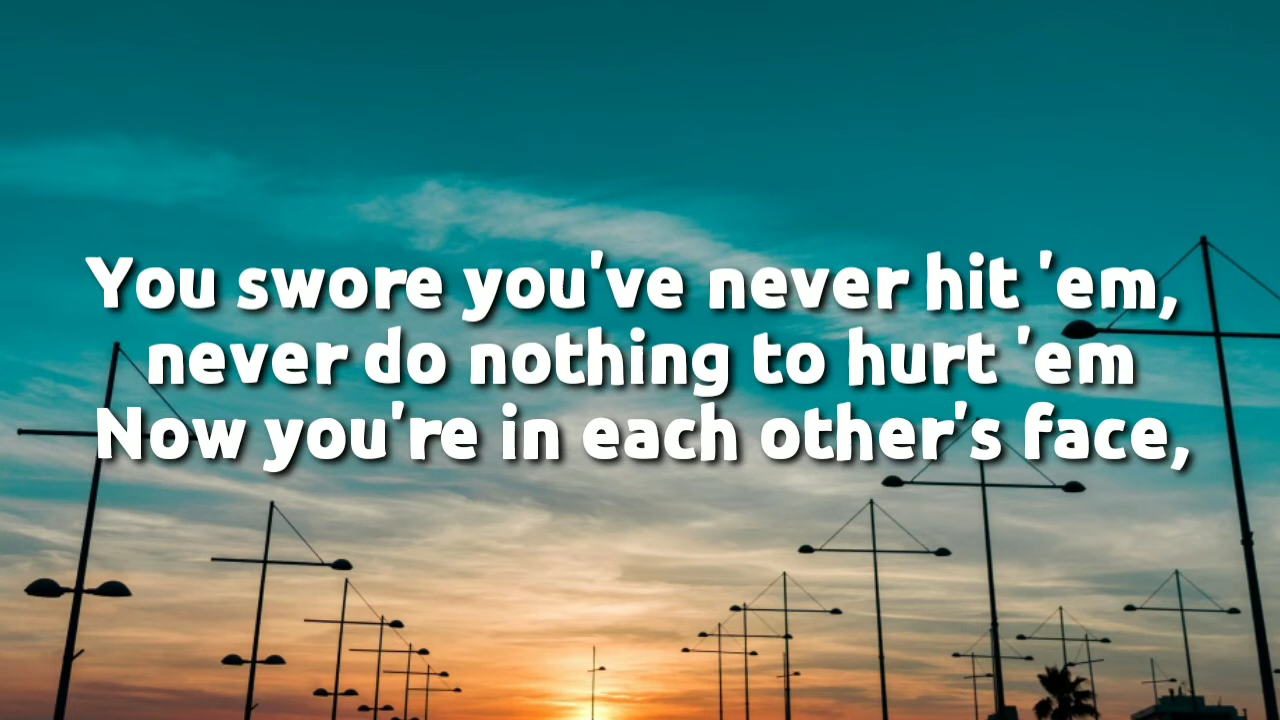 You swore you've never hit 'em,
never do nothing to hurt 'em
Now you're in each other's face,